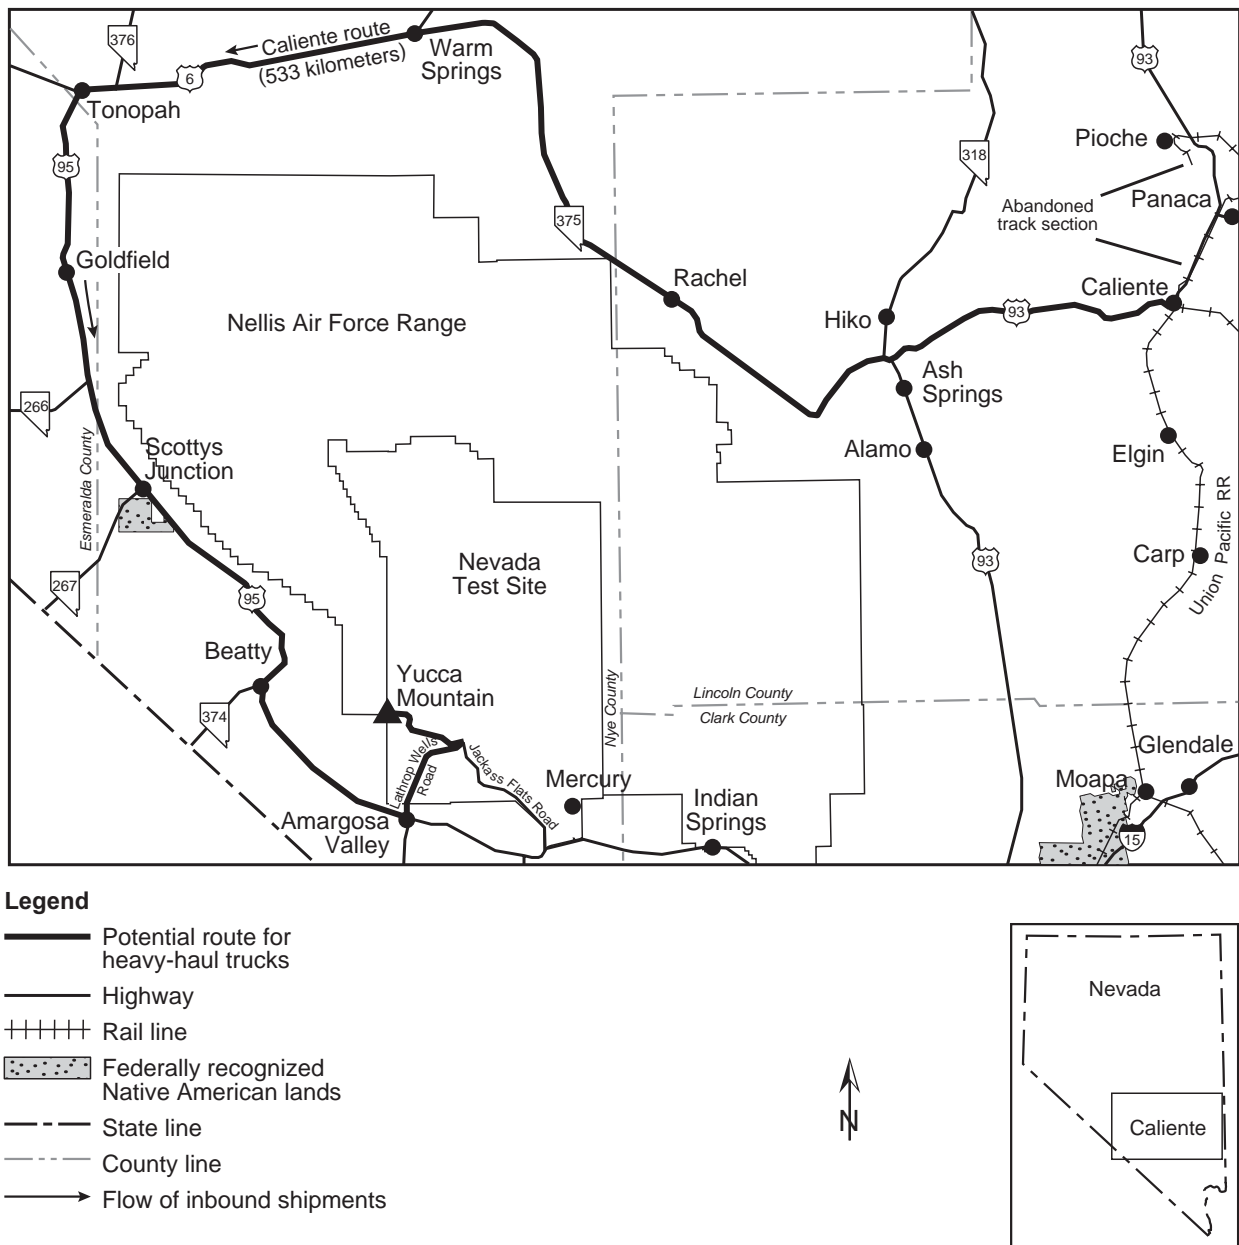 376
Caliente route
(533 kilometers)
Warm
Springs
93
6
Tonopah
95
Pioche
318
Abandoned
track section
Panaca
375
Goldfield
Rachel
Caliente
Nellis Air Force Range
Hiko
93
Ash
Springs
266
Esmeralda County
Scottys
Junction
Alamo
Elgin
Nevada
Test Site
93
Carp
Union Pacific RR
267
95
Beatty
Yucca
Mountain
374
Nye County
Lincoln County
Clark County
Lathrop Wells
Road
Jackass Flats Road
Mercury
Glendale
Moapa
Amargosa
Valley
Indian
Springs
15
Legend
Potential route for
heavy-haul trucks
Highway
Rail line
Federally recognized
Native American lands
State line
County line
Flow of inbound shipments
N
Nevada
Caliente